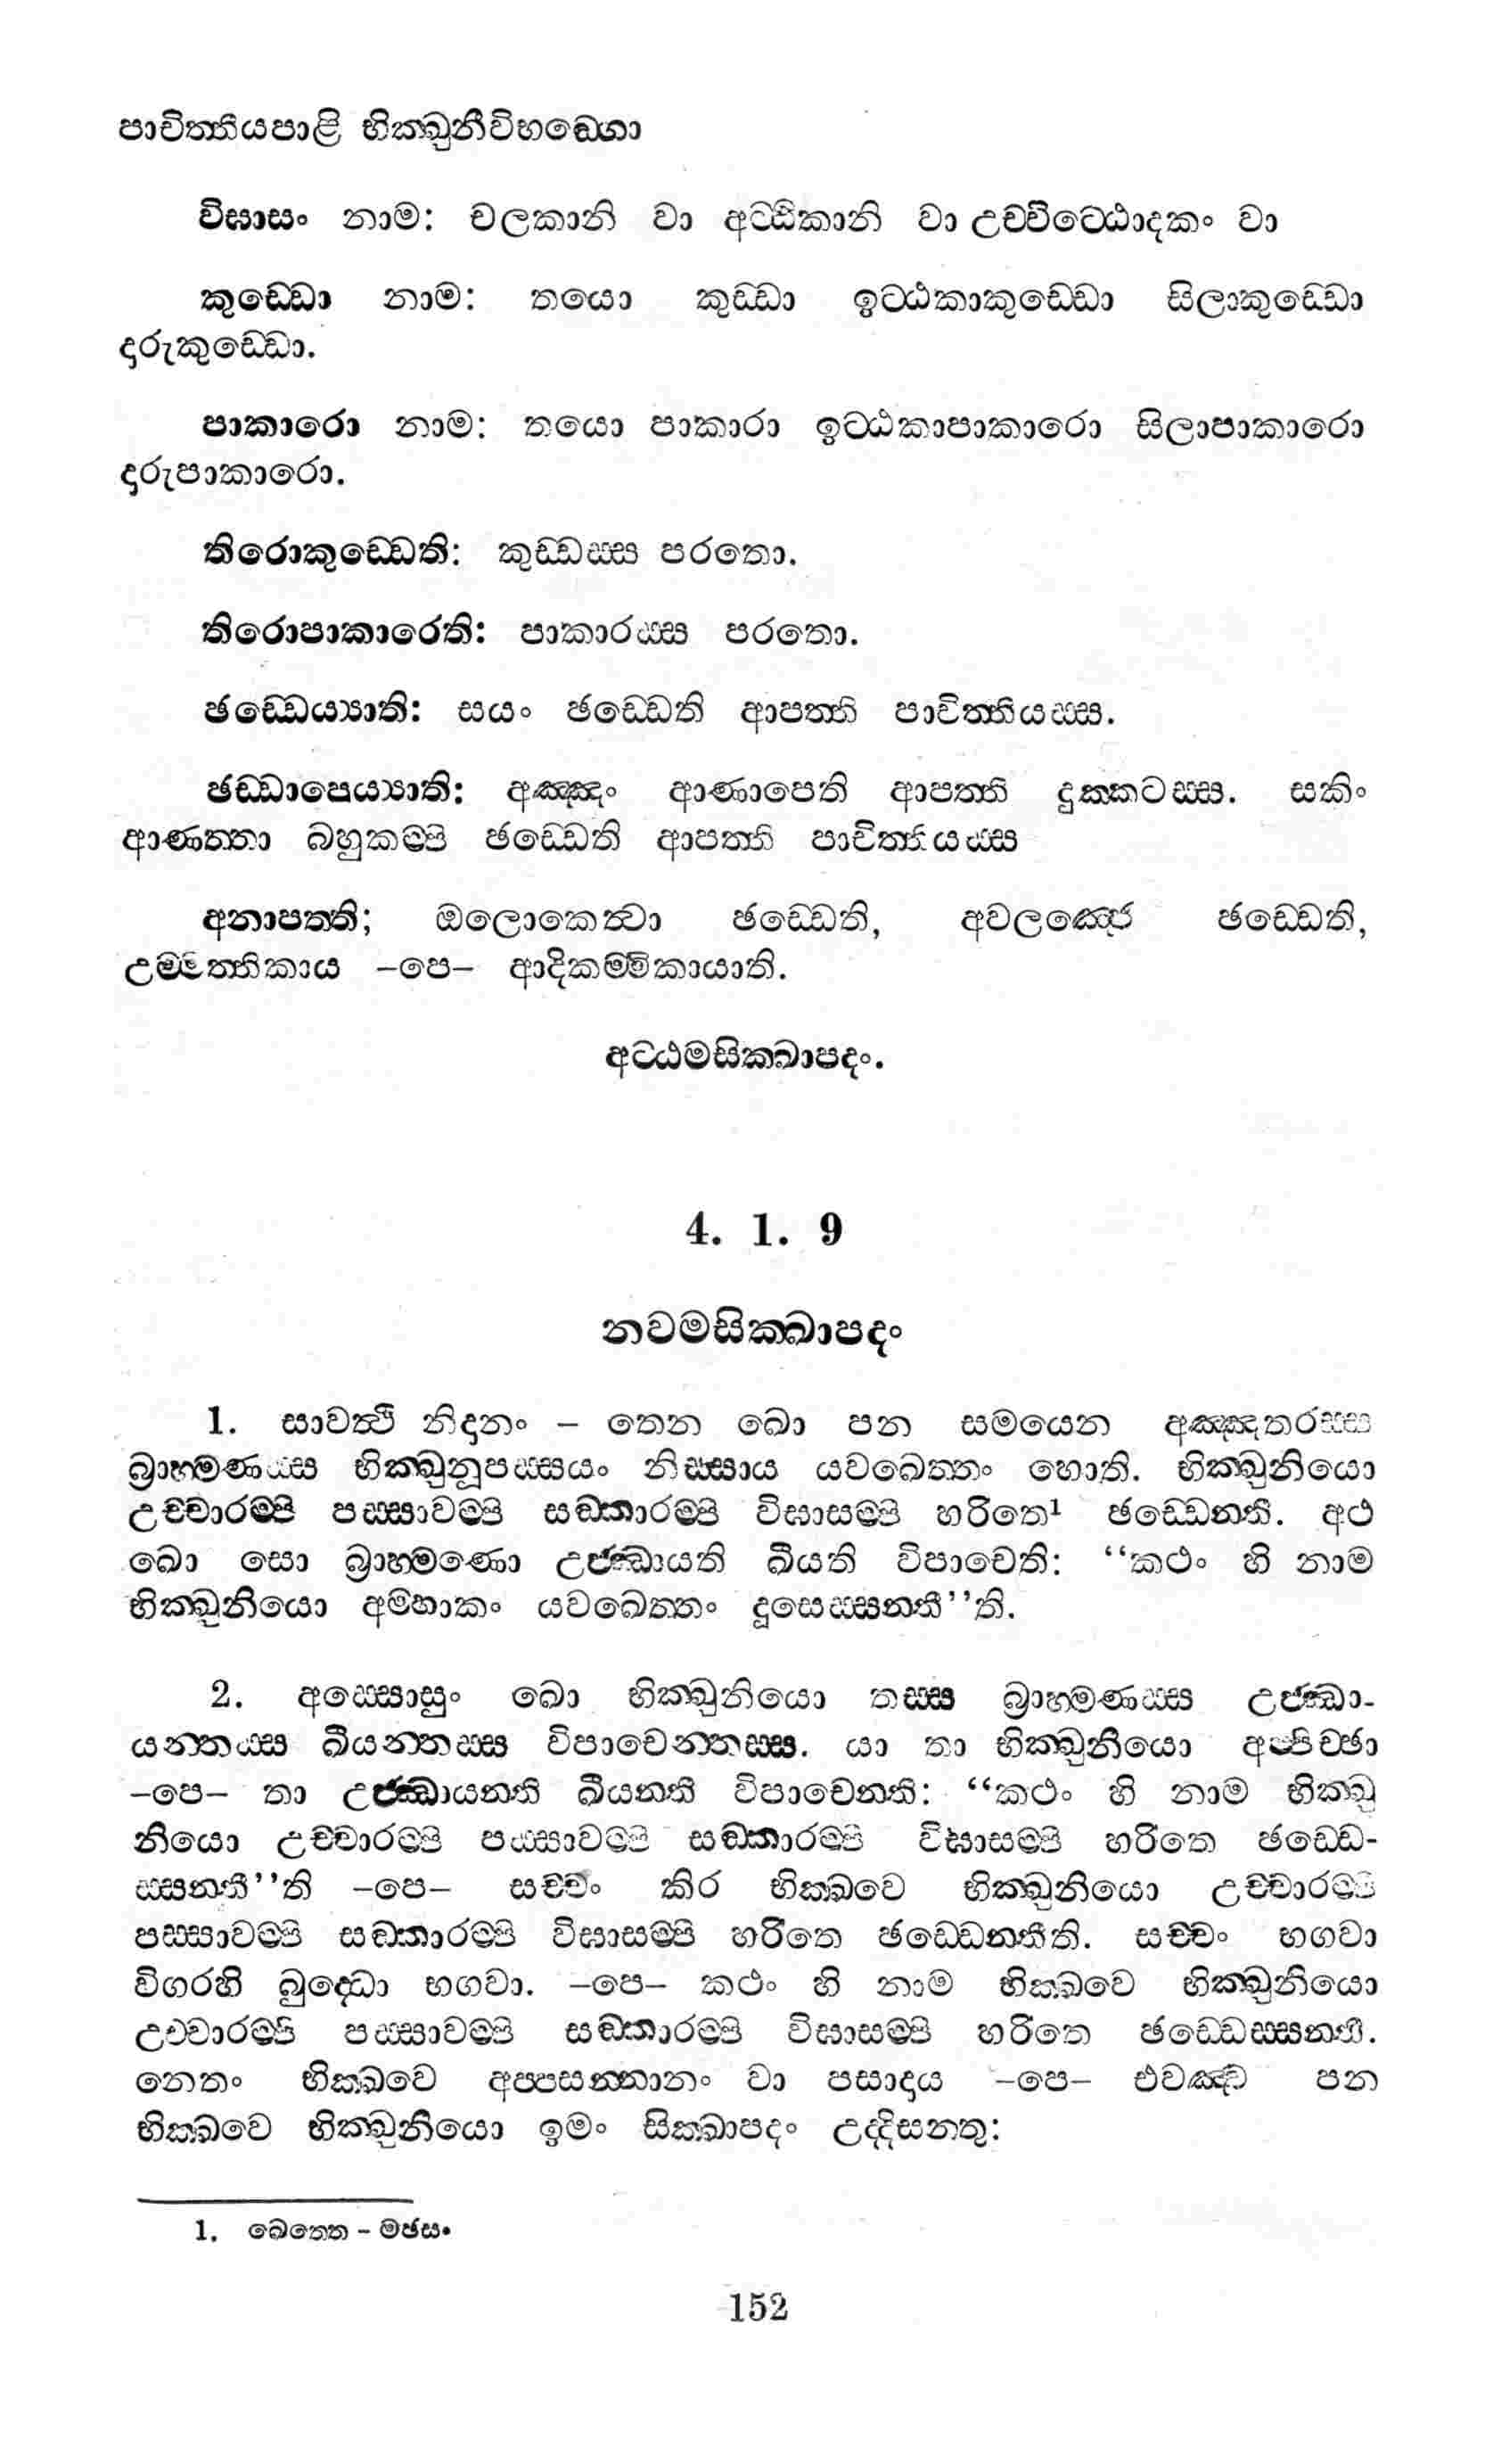 පාචිත්තියපාළි භික්ඛුනීවිභඞ්ගො
විඝාසං නාම: චලකානි වා අට්ඨිකානි වා උච්චිට්ඨොදකං වා
කුඩ්ඩො නාම: තයො කුඩ්ඩා ඉට්ඨකාකුඩ්ඩො සිලාකුඩ්ඩො
දාරුකුඩ්ඩො.
පාකාරො නාම: තයො පාකාරා ඉට්ඨකාපාකාරො සිලාපාකාරො
දාරුපාකාරො.
තිරොකුඩ්ඩෙති: කුඩ්ඩස්ස පරතො.
තිරොපාකාරෙති: පාකාරස්ස පරතො.
ඡඩ්ඩෙය්‍යාති: සයං ඡඩ්ඩෙති ආපත්ති පාචිත්තියස්ස.
ඡඩ්ඩාපෙය්‍යාති: අඤ්ඤං ආණාපෙති ආපත්ති දුක්කටස්ස. සකිං
ආණත්තා බහුකම්පි ඡඩ්ඩෙති ආපත්ති පාචිත්තියස්ස
අනාපත්ති; ඔලොකෙත්වා ඡඩ්ඩෙති, අවලඤ්ජෙ ඡඩ්ඩෙති,
උම්මත්තිකාය –පෙ– ආදිකම්මිකායාති.
අට්ඨමසික්ඛාපදං.
4. 1. 9
නවමසික්ඛාපදං
1. සාවත්ථි නිදානං – තෙන ඛො පන සමයෙන අඤ්ඤතරස්ස
බ්‍රාහ්මණස්ස භික්ඛුනූපස්සයං නිස්සාය යවඛෙත්තං හොති. භික්ඛුනියො
උච්චාරම්පි පස්සාවම්පි සඞ්කාරම්පි විඝාසම්පි හරිතෙ¹ ඡඩ්ඩෙන්ති. අථ
ඛො සො බ්‍රාහ්මණො උජ්ඣායති ඛීයති විපාචෙති: “කථං හි නාම
භික්ඛුනියො අම්හාකං යවඛෙත්තං දූසෙස්සන්තී”ති.
2. අස්සොසුං ඛො භික්ඛුනියො තස්ස බ්‍රාහ්මණස්ස උජ්ඣා-
යන්තස්ස ඛීයන්තස්ස විපාචෙන්තස්ස. යා තා භික්ඛුනියො අප්පිච්ඡා
–පෙ– තා උජ්ඣායන්ති ඛීයන්ති විපාචෙන්ති: “කථං හි නාම භික්ඛු
නියො උච්චාරම්පි පස්සාවම්පි සඞ්කාරම්පි විඝාසම්පි හරිතෙ ඡඩ්ඩෙ-
ස්සන්තී”ති –පෙ– සච්චං කිර භික්ඛවෙ භික්ඛුනියො උච්චාරම්පි
පස්සාවම්පි සඞ්කාරම්පි විඝාසම්පි හරිතෙ ඡඩ්ඩෙන්තීති. සච්චං භගවා
විගරහි බුද්ධො භගවා. –පෙ– කථං හි නාම භික්ඛවෙ භික්ඛුනියො
උච්චාරම්පි පස්සාවම්පි සඞ්කාරම්පි විඝාසම්පි හරිතෙ ඡඩ්ඩෙස්සන්ති.
නෙතං භික්ඛවෙ අප්පසන්නානං වා පසාදාය –පෙ– එවඤ්ච පන
භික්ඛවෙ භික්ඛුනියො ඉමං සික්ඛාපදං උද්දිසන්තු:
1. ඛෙත්තෙ – මඡසං
152